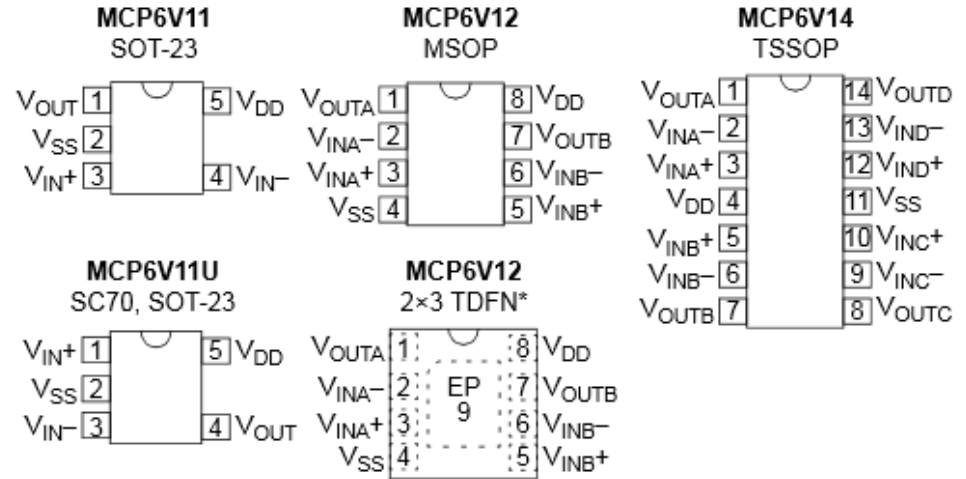 MCP6V11
SOT-23
VOUT 1 5 VDD
VSS 2
VIN+ 3 4 VIN–
MCP6V12
MSOP
VOUTA 1 8 VDD
VINA– 2 7 VOUTB
VINA+ 3 6 VINB–
VSS 4 5 VINB+
MCP6V14
TSSOP
VOUTA 1 14 VOUTD
VINA– 2 13 VIND–
VINA+ 3 12 VIND+
VDD 4 11 VSS
VINB+ 5 10 VINC+
VINB– 6 9 VINC–
VOUTB 7 8 VOUTC
MCP6V11U
SC70, SOT-23
VIN+ 1 5 VDD
VSS 2
VIN– 3 4 VOUT
MCP6V12
2×3 TDFN*
VOUTA 1 8 VDD
VINA– 2 EP 7 VOUTB
9
VINA+ 3 6 VINB–
VSS 4 5 VINB+